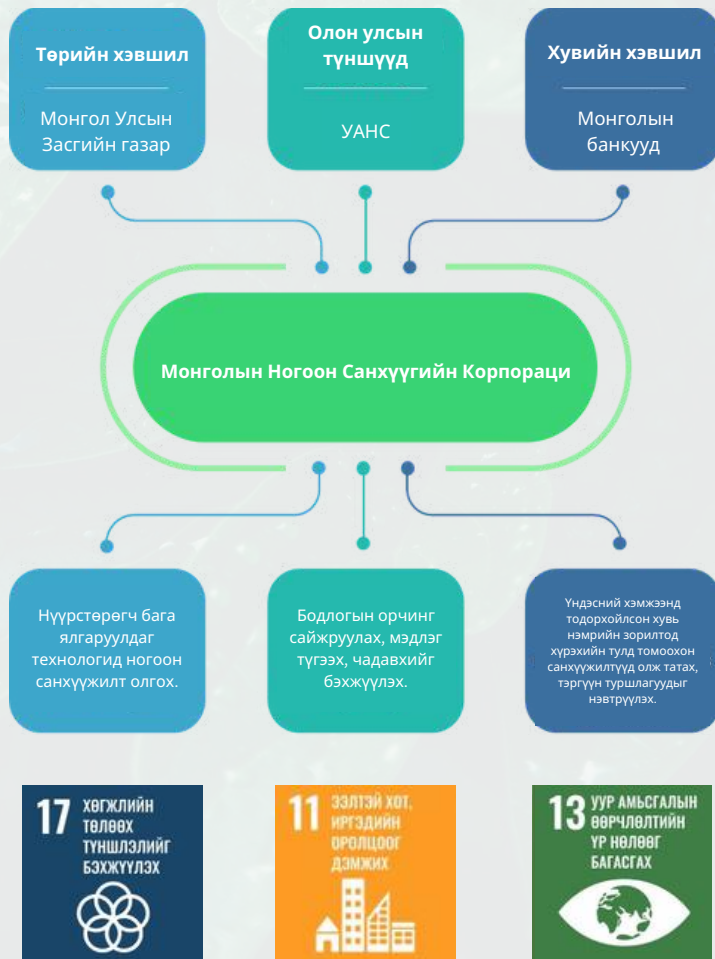 Төрийн хэвшил
Монгол Улсын
Засгийн газар
Олон улсын
түншүүд
УАНС
Хувийн хэвшил
Монголын
банкууд
Монголын Ногоон Санхүүгийн Корпораци
Нүүрстөрөгч бага
ялгаруулдаг
технологид ногоон
санхүүжилт олгох.
Бодлогын орчинг
сайжруулах, мэдлэг
түгээх, чадавхийг
бэхжүүлэх.
Үндэсний хэмжээнд
тодорхойлсон хувь
нэмрийн зорилтод
хүрэхийн тулд томоохон
санхүүжилтүүд олж татах,
тэргүүн туршлагуудыг
нэвтрүүлэх.
17 ХӨГЖЛИЙН
ТӨЛӨӨХ
ТҮНШЛЭЛИЙГ
БЭХЖҮҮЛЭХ
11 ЭЭЛТЭЙ ХОТ,
ИРГЭДИЙН
ОРОЛЦООГ
ДЭМЖИХ
13 УУР АМЬСГАЛЫН
ӨӨРЧЛӨЛТИЙН
ҮР НӨЛӨӨГ
БАГАСГАХ